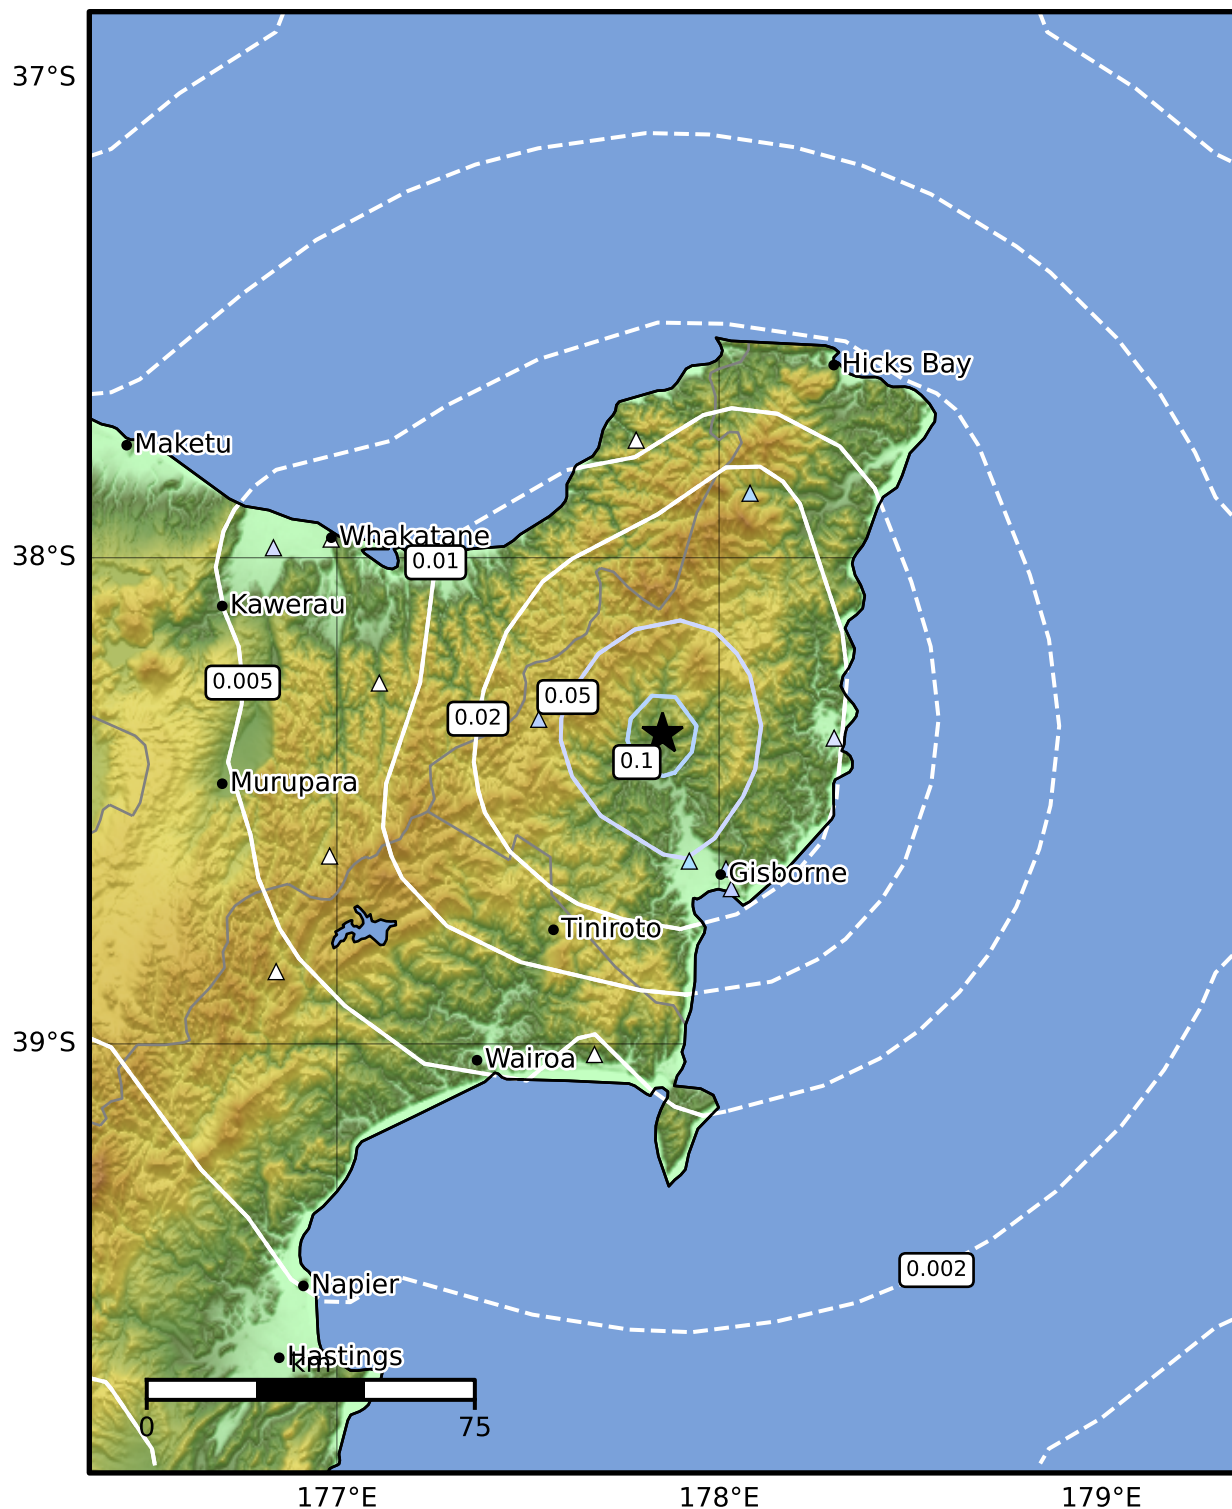 37°S
Hicks Bay
Maketu
Whakatane
38°S
0.01
Kawerau
0.005
0.05
0.02
0.1
Murupara
Gisborne
Tiniroto
39°S
Wairoa
0.002
Napier
Hastings
km
0
75
177°E
178°E
179°E